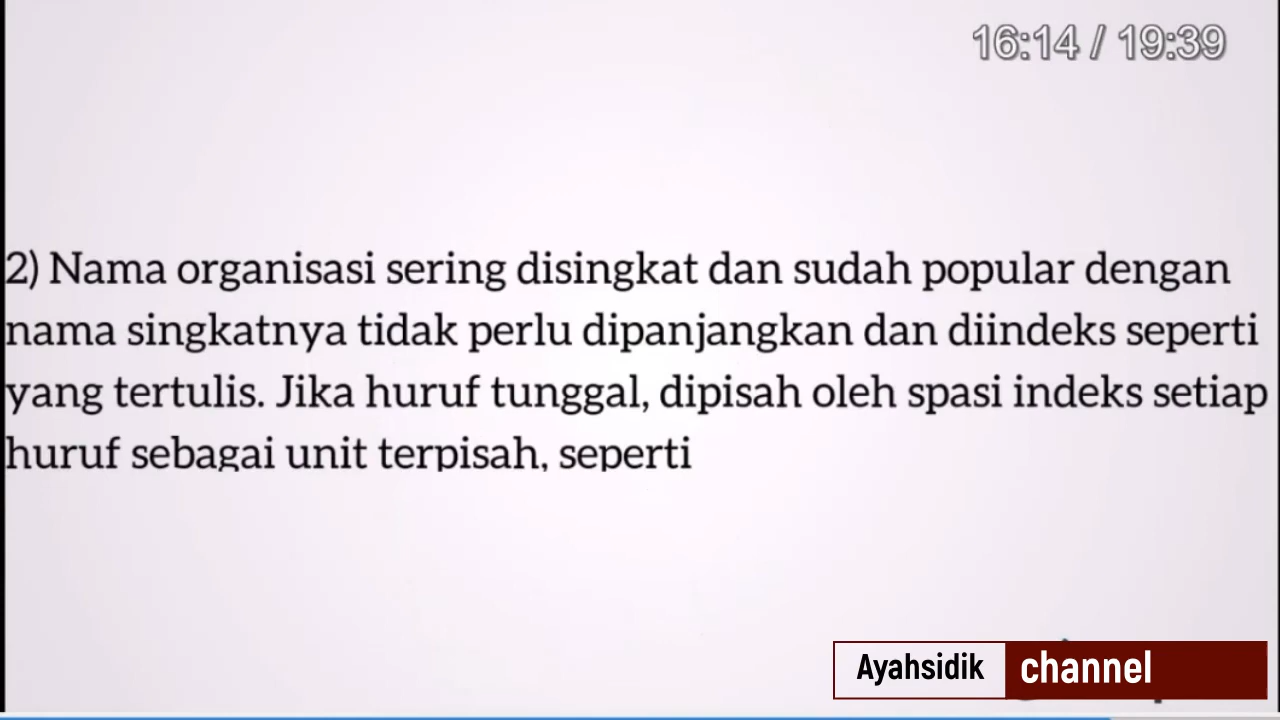 16:14 / 19:39
2) Nama organisasi sering disingkat dan sudah popular dengan
nama singkatnya tidak perlu dipanjangkan dan diindeks seperti
yang tertulis. Jika huruf tunggal, dipisah oleh spasi indeks setiap
huruf sebagai unit terpisah, seperti
Ayahsidik channel